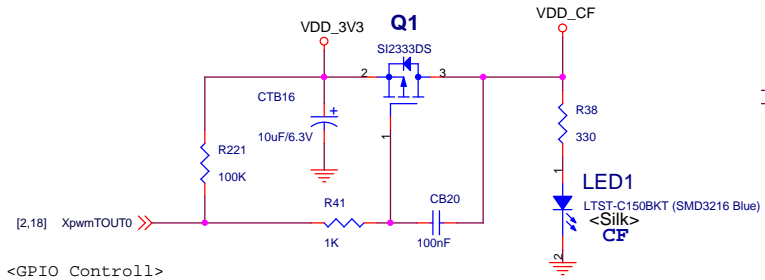 Q1
VDD_3V3
VDD_CF
SI2333DS
2
3
CTB16
10uF/6.3V
1
R221
100K
R38
330
1
LED1
LTST-C150BKT (SMD3216 Blue)
<Silk>
CF
R41
CB20
[2,18] XpwmTOUT0
1K
100nF
2
<GPIO Controll>